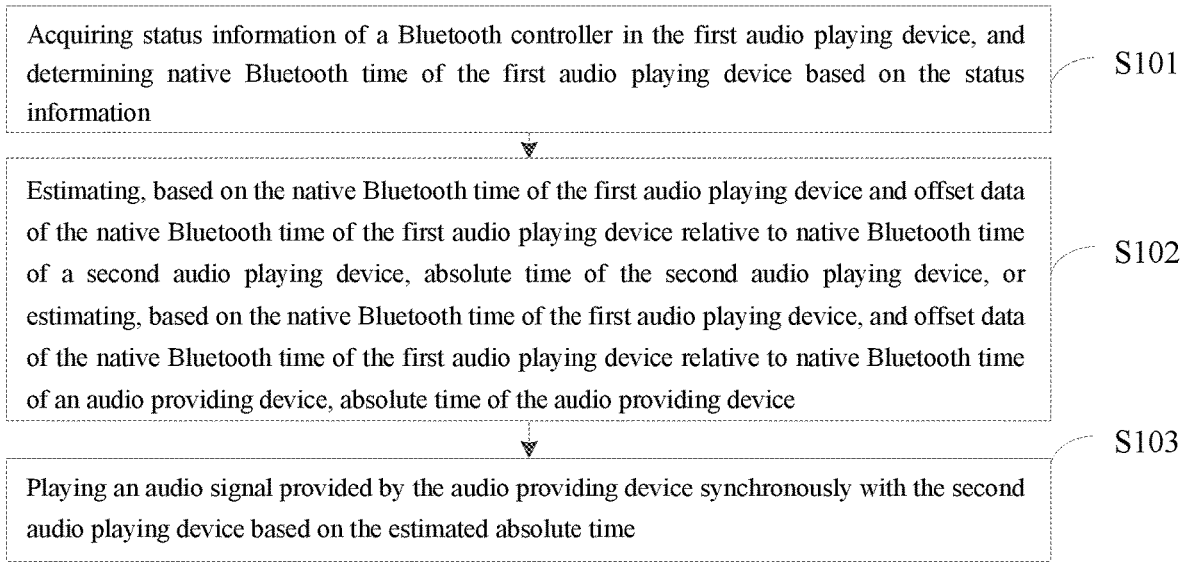 Acquiring status information of a Bluetooth controller in the first audio playing device, and
determining native Bluetooth time of the first audio playing device based on the status
information
S101
Estimating, based on the native Bluetooth time of the first audio playing device and offset data
of the native Bluetooth time of the first audio playing device relative to native Bluetooth time
of a second audio playing device, absolute time of the second audio playing device, or
estimating, based on the native Bluetooth time of the first audio playing device, and offset data
of the native Bluetooth time of the first audio playing device relative to native Bluetooth time
of an audio providing device, absolute time of the audio providing device
S102
Playing an audio signal provided by the audio providing device synchronously with the second
audio playing device based on the estimated absolute time
S103